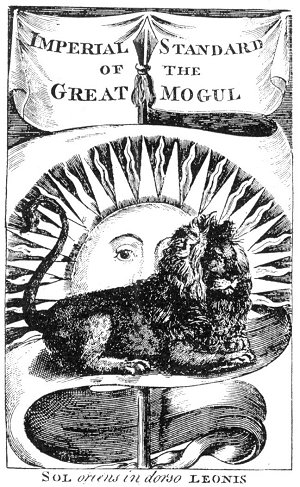 IMPERIAL STANDARD
OF THE
GREAT MOGUL
SOL oriens in dorso LEONIS